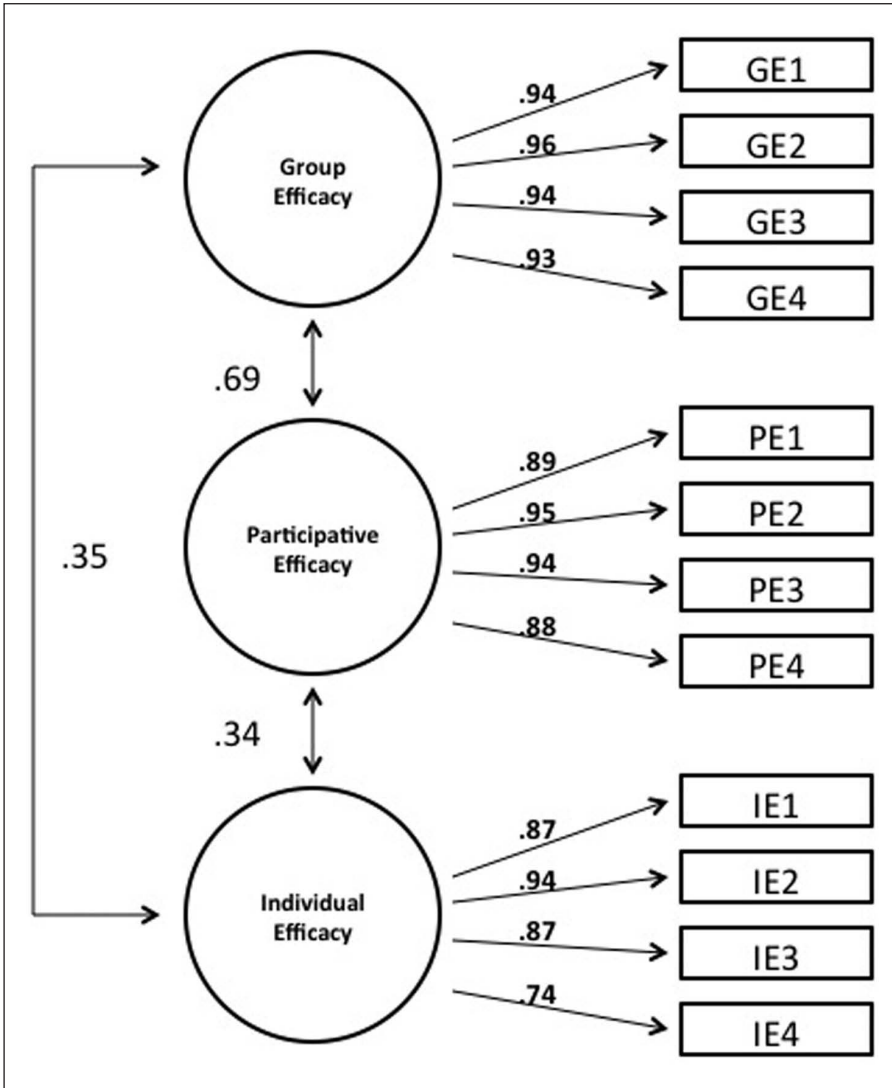 Group
Efficacy
.94
.96
.94
.93
GE1
GE2
GE3
GE4
.69
.35
Participative
Efficacy
.89
.95
.94
.88
PE1
PE2
PE3
PE4
.34
Individual
Efficacy
.87
.94
.87
.74
IE1
IE2
IE3
IE4